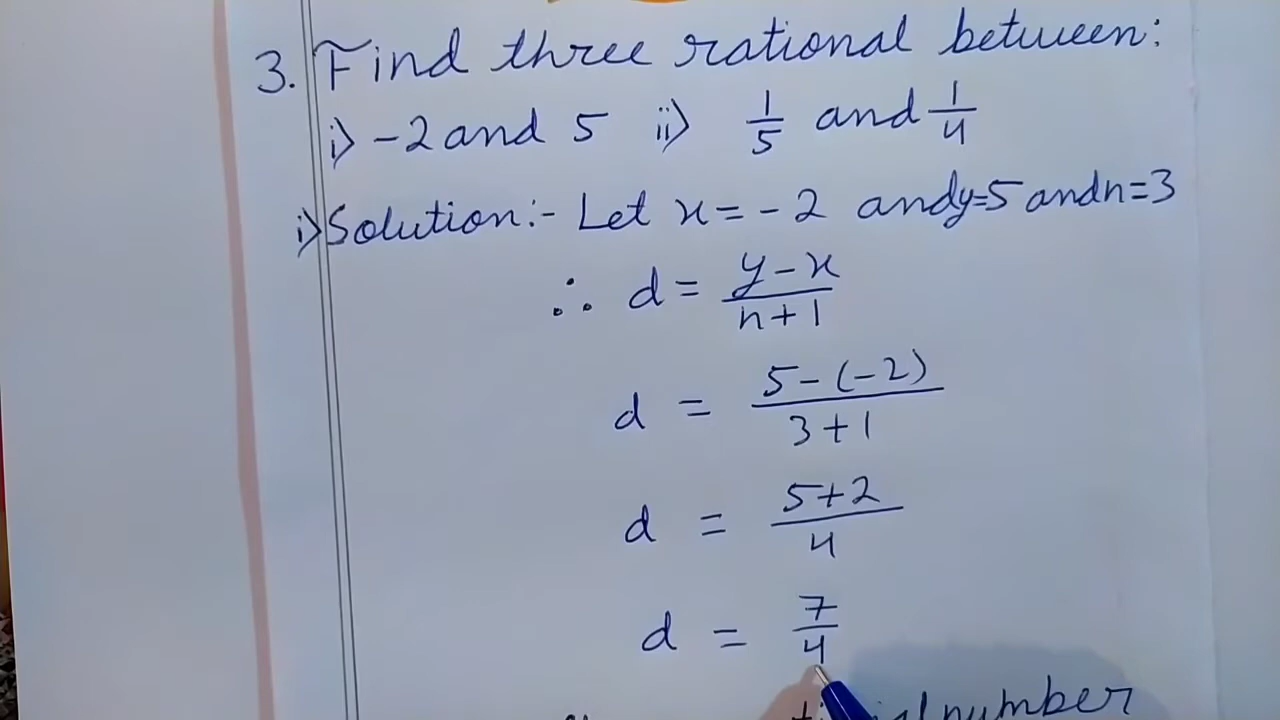 3. Find three rational between:
i) -2 and 5 ii) 1/5 and 1/4
i) Solution:- Let x = -2 and y=5 and n=3
∴ d = y-x/n+1
d = 5-(-2)/3+1
d = 5+2/4
d = 7/4
number